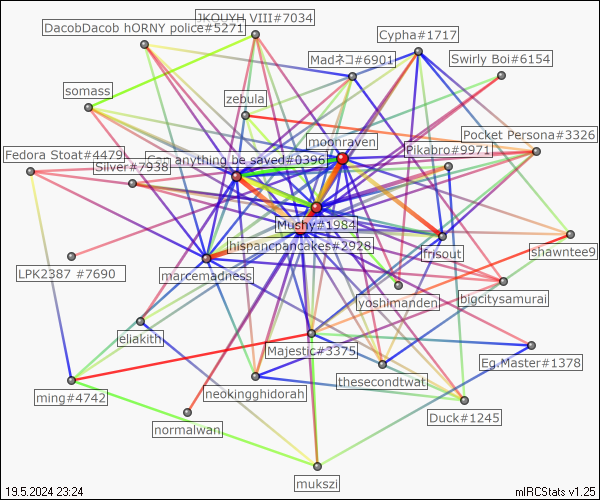 JKOUYH VIII#7034
DacobDacob hORNY police#5271
Cypha#1717
Madネコ#6901
Swirly Boi#6154
somass
zebula
Pocket Persona#3326
moonraven
Pikabro#9971
Fedora Stoat#4479
Can anything be saved#0396
Silver#7938
Mushy#1984
hispancpancakes#2928
frisout
shawntee9
LPK2387 #7690
marcemadness
yoshimanden
bigcitysamurai
eliakith
Majestic#3375
Eg.Master#1378
thesecondtwat
ming#4742
neokingghidorah
Duck#1245
normalwan
mukszi
19.5.2024 23:24
mIRCStats v1.25